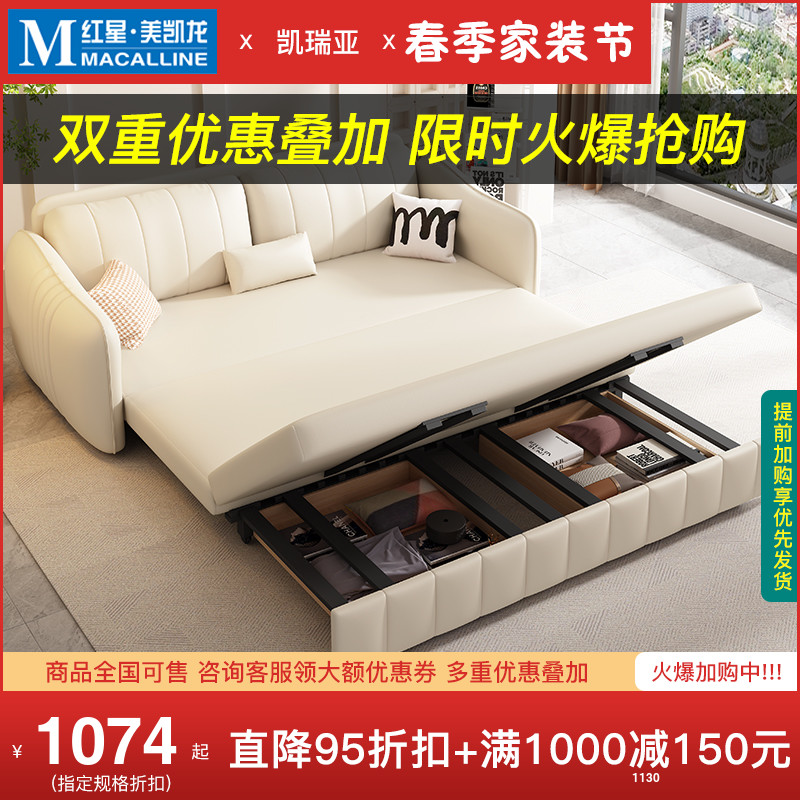 M 红星·美凯龙
MACALLINE
x 凯瑞亚 x 春季家装节
双重优惠叠加 限时火爆抢购
提前加购享优先发货
商品全国可售 咨询客服领大额优惠券 多重优惠叠加
火爆加购中!!!
¥ 1074 起
(指定规格折扣)
直降95折扣+满1000减150元
1130